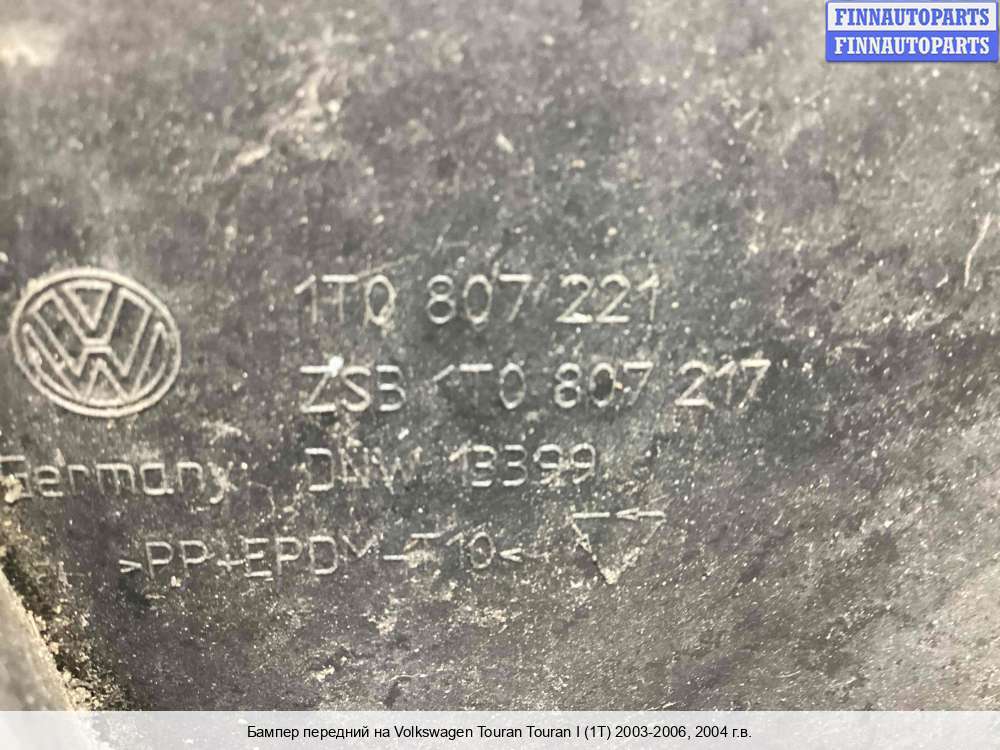 FINNAUTOPARTS
FINNAUTOPARTS
1T0 807 221
ZSB 1T0 807 217
Germany DNW 13399
>PP+EPDM-T10<
Бампер передний на Volkswagen Touran Touran I (1T) 2003-2006, 2004 г.в.